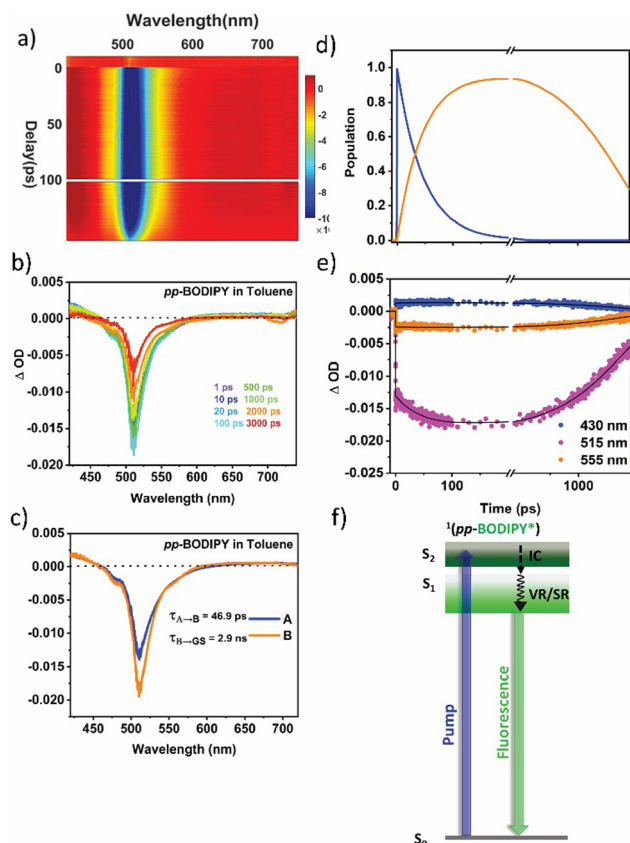 Wavelength(nm)
a)
500 600 700
0
50
100
Delay(ps)
0
-2
-4
-6
-8
-10
b)
pp-BODIPY in Toluene
0.005
0.000
-0.005
-0.010
-0.015
-0.020
Δ OD
1 ps 500 ps
10 ps 1000 ps
20 ps 2000 ps
100 ps 3000 ps
450 500 550 600 650 700
Wavelength (nm)
c)
pp-BODIPY in Toluene
0.005
0.000
-0.005
-0.010
-0.015
-0.020
Δ OD
τA→B = 46.9 ps A
τB→GS = 2.9 ns B
450 500 550 600 650 700
Wavelength (nm)
d)
1.0
0.8
0.6
0.4
0.2
0.0
Population
0 100 1000
e)
0.005
0.000
-0.005
-0.010
-0.015
-0.020
-0.025
Δ OD
430 nm
515 nm
555 nm
0 100 1000
Time (ps)
f)
1(pp-BODIPY*)
S2
IC
S1
VR/SR
Pump
Fluorescence